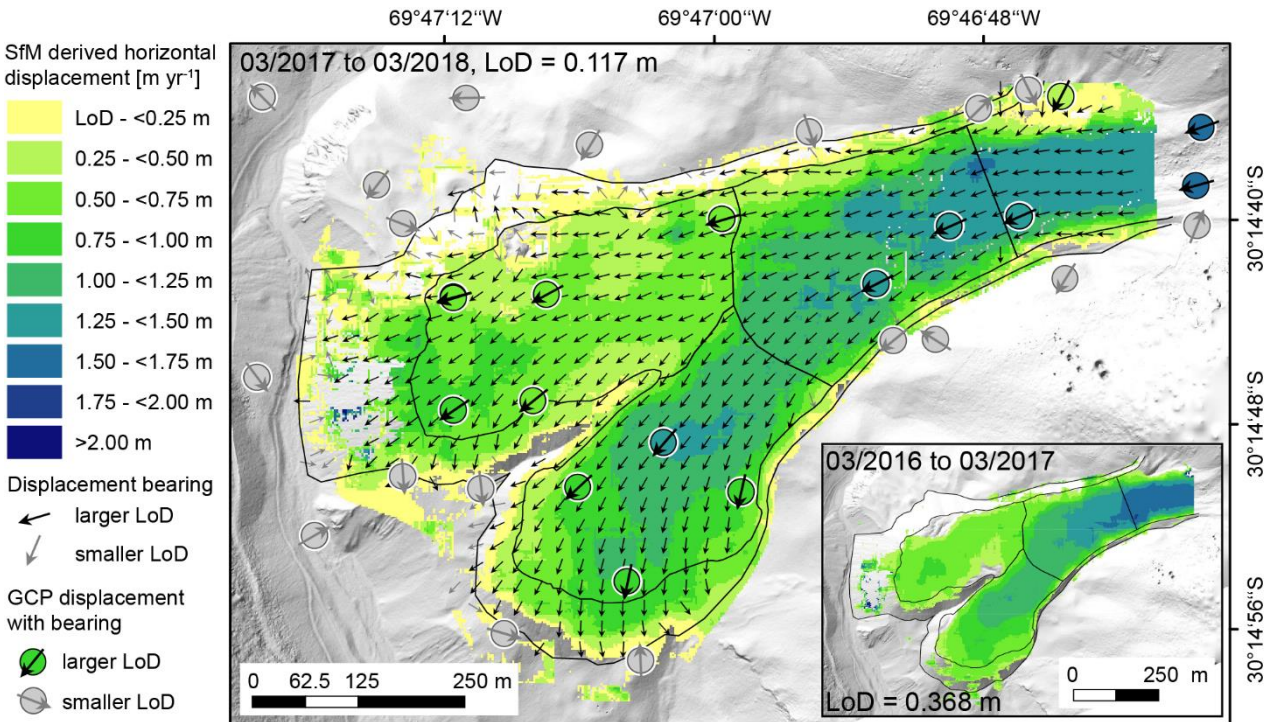 69°47‘12“W 69°47‘00“W 69°46‘48“W
SfM derived horizontal
displacement [m yr⁻¹]
LoD - <0.25 m
0.25 - <0.50 m
0.50 - <0.75 m
0.75 - <1.00 m
1.00 - <1.25 m
1.25 - <1.50 m
1.50 - <1.75 m
1.75 - <2.00 m
>2.00 m
Displacement bearing
larger LoD
smaller LoD
GCP displacement
with bearing
larger LoD
smaller LoD
03/2017 to 03/2018, LoD = 0.117 m
0 62.5 125 250 m
03/2016 to 03/2017
0 250 m
LoD = 0.368 m
30°14‘40“S
30°14‘48“S
30°14‘56“S